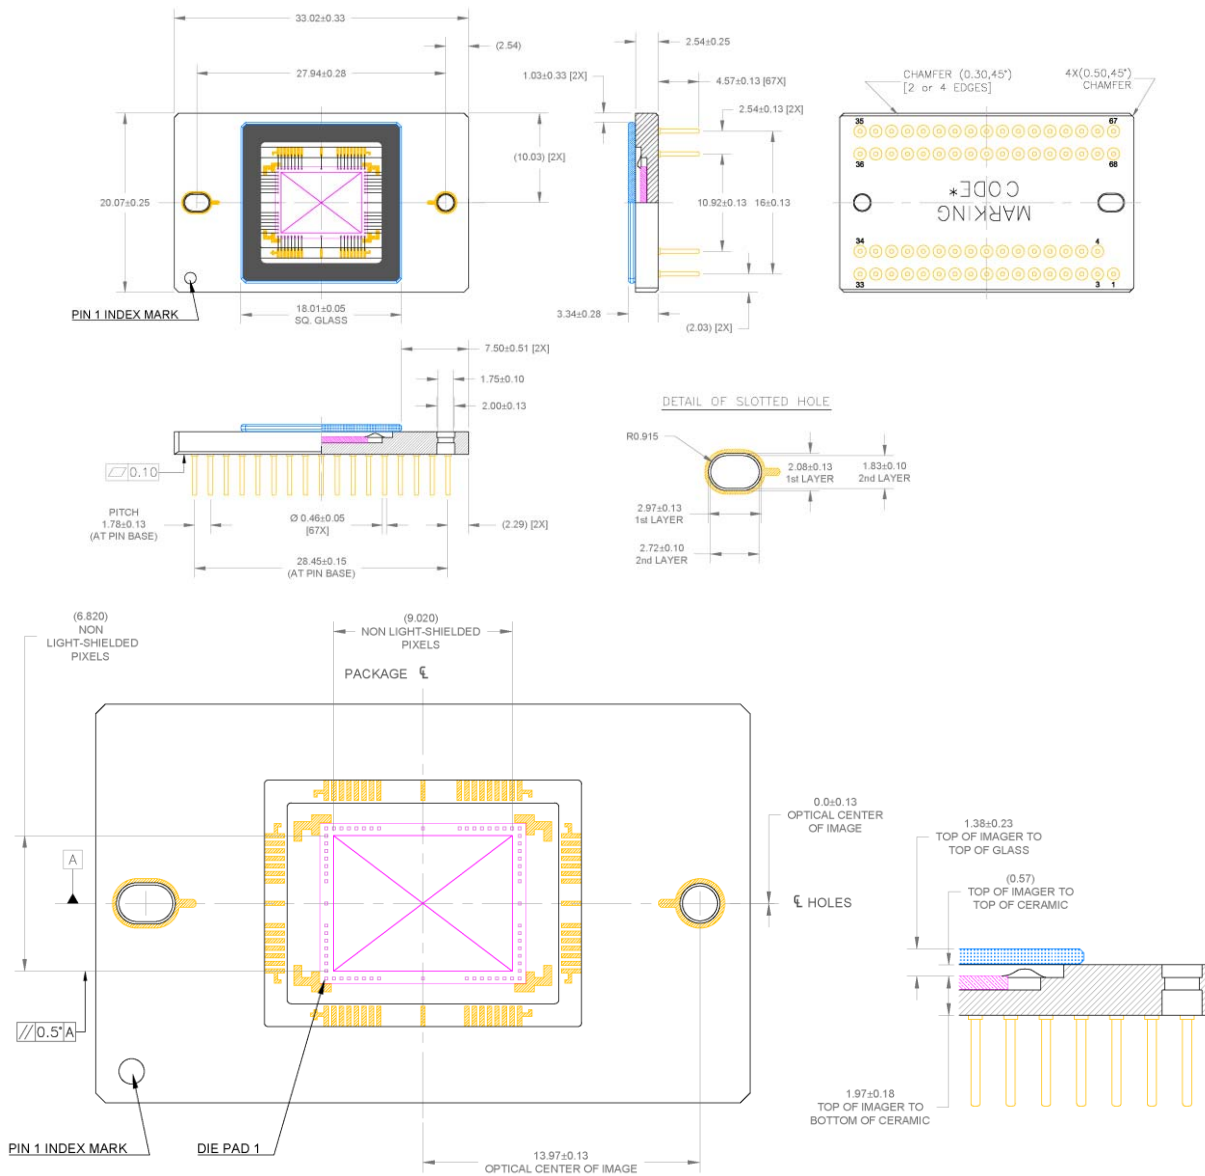 33.02±0.33
(2.54)
27.94±0.28
20.07±0.25
(10.03) [2X]
PIN 1 INDEX MARK
18.01±0.05
SQ. GLASS
2.54±0.25
1.03±0.33 [2X]
4.57±0.13 [67X]
2.54±0.13 [2X]
10.92±0.13
16±0.13
3.34±0.28
(2.03) [2X]
CHAMFER (0.30,45°)
[2 or 4 EDGES]
4X(0.50,45°)
CHAMFER
35
67
36
68
MARKING
CODE*
34
4
33
3
1
7.50±0.51 [2X]
1.75±0.10
2.00±0.13
0.10
PITCH
1.78±0.13
(AT PIN BASE)
Ø 0.46±0.05
[67X]
(2.29) [2X]
28.45±0.15
(AT PIN BASE)
DETAIL OF SLOTTED HOLE
R0.915
2.08±0.13
1st LAYER
1.83±0.10
2nd LAYER
2.97±0.13
1st LAYER
2.72±0.10
2nd LAYER
(6.820)
NON
LIGHT-SHIELDED
PIXELS
(9.020)
NON LIGHT-SHIELDED
PIXELS
PACKAGE ℄
A
0.0±0.13
OPTICAL CENTER
OF IMAGE
℄ HOLES
// 0.5° A
PIN 1 INDEX MARK
DIE PAD 1
13.97±0.13
OPTICAL CENTER OF IMAGE
1.38±0.23
TOP OF IMAGER TO
TOP OF GLASS
(0.57)
TOP OF IMAGER TO
TOP OF CERAMIC
1.97±0.18
TOP OF IMAGER TO
BOTTOM OF CERAMIC